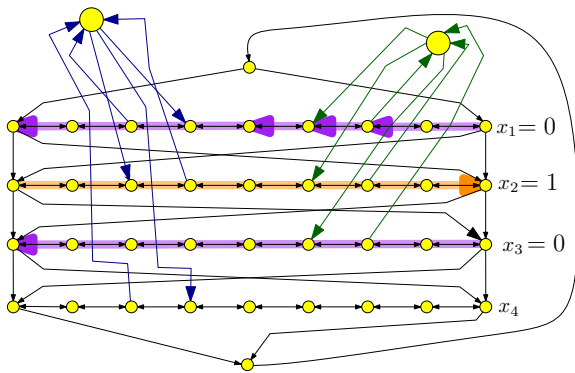 x₁ = 0
x₂ = 1
x₃ = 0
x₄